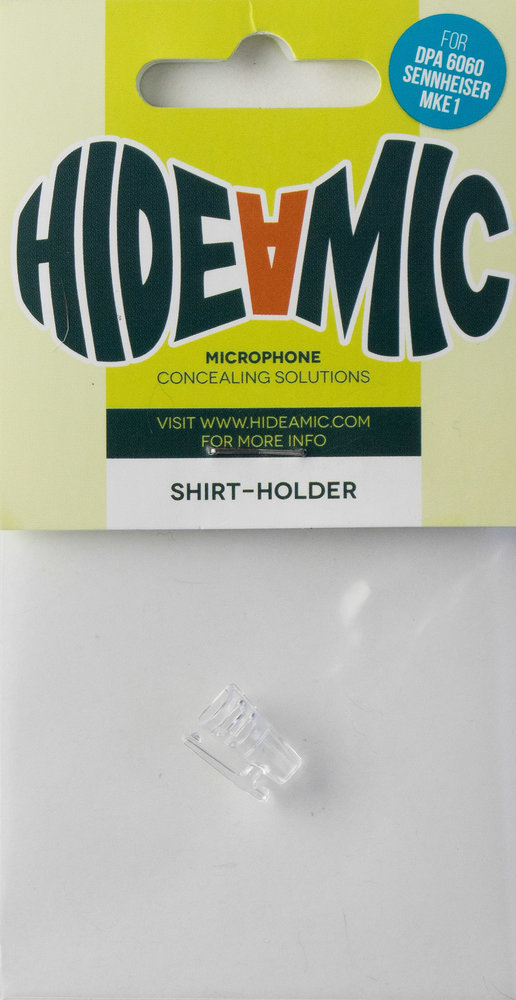 FOR
DPA 6060
SENNHEISER
MKE 1
HIDEAMIC
MICROPHONE
CONCEALING SOLUTIONS
VISIT WWW.HIDEAMIC.COM
FOR MORE INFO
SHIRT-HOLDER